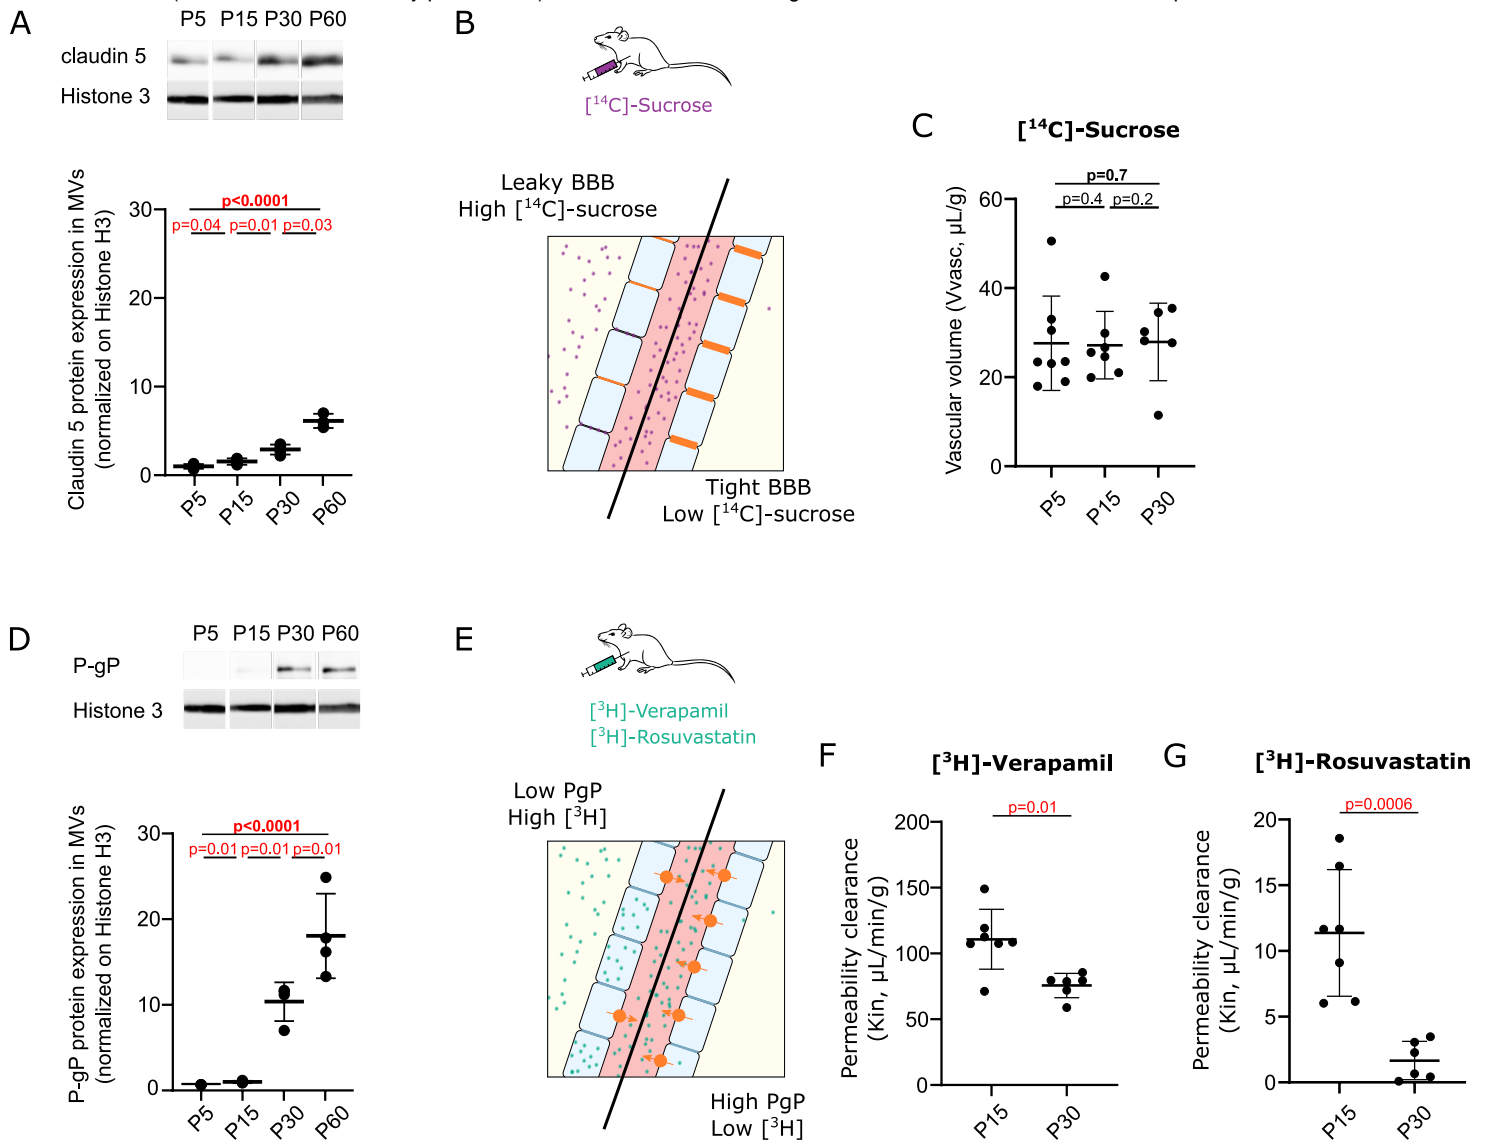 A
P5 P15 P30 P60
claudin 5
Histone 3
Claudin 5 protein expression in MVs
(normalized on Histone H3)
p<0.0001
p=0.04 p=0.01 p=0.03
30
20
10
0
P5 P15 P30 P60
B
[¹⁴C]-Sucrose
Leaky BBB
High [¹⁴C]-sucrose
Tight BBB
Low [¹⁴C]-sucrose
C
[¹⁴C]-Sucrose
p=0.7
p=0.4 p=0.2
Vascular volume (Vvasc, µL/g)
60
40
20
0
P5 P15 P30
D
P5 P15 P30 P60
P-gP
Histone 3
P-gP protein expression in MVs
(normalized on Histone H3)
p<0.0001
p=0.01 p=0.01 p=0.01
30
20
10
0
P5 P15 P30 P60
E
[³H]-Verapamil
[³H]-Rosuvastatin
Low PgP
High [³H]
High PgP
Low [³H]
F
[³H]-Verapamil
p=0.01
Permeability clearance
(Kin, µL/min/g)
200
150
100
50
0
P15 P30
G
[³H]-Rosuvastatin
p=0.0006
Permeability clearance
(Kin, µL/min/g)
20
15
10
5
0
P15 P30